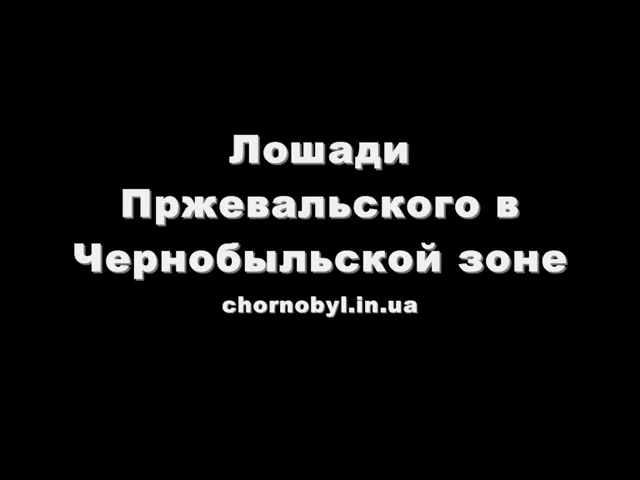 Лошади
Пржевальского в
Чернобыльской зоне
chornobyl.in.ua